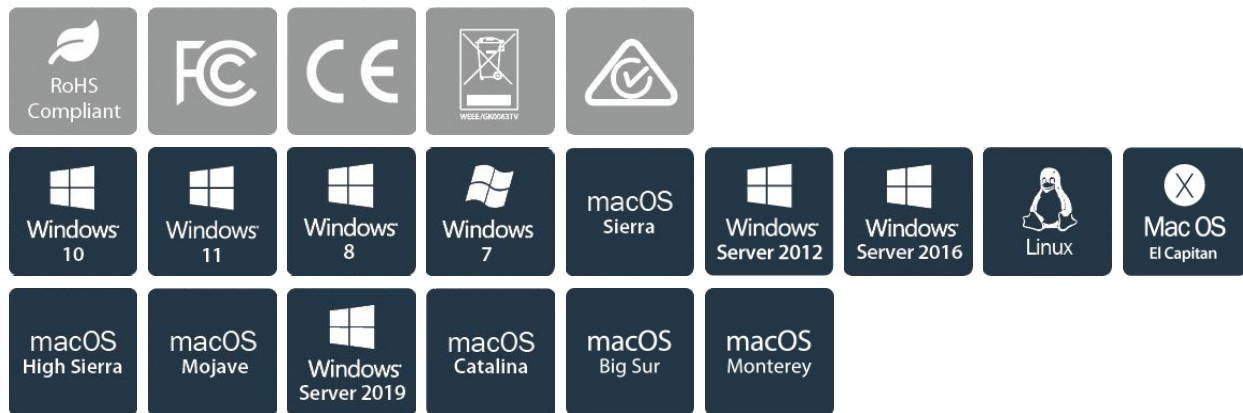 RoHS
Compliant
FC
CE
WEEE/GK0083TV
Windows
10
Windows
11
Windows
8
Windows
7
macOS
Sierra
Windows
Server 2012
Windows
Server 2016
Linux
X
Mac OS
El Capitan
macOS
High Sierra
macOS
Mojave
Windows
Server 2019
macOS
Catalina
macOS
Big Sur
macOS
Monterey